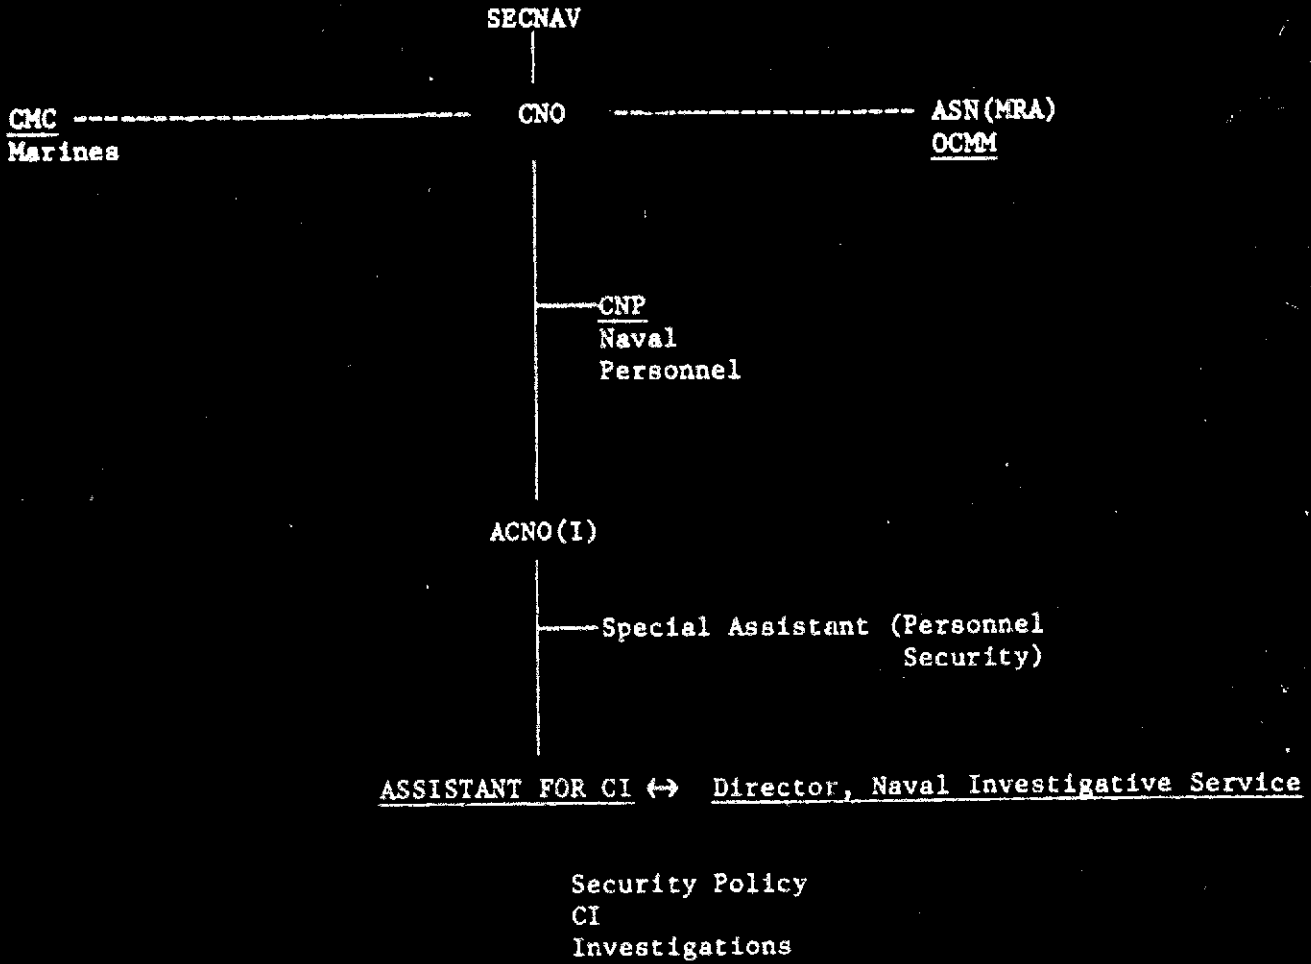 SECNAV
CMC
Marines
CNO
ASN(MRA)
OCMM
CNP
Naval
Personnel
ACNO(I)
Special Assistant (Personnel
Security)
ASSISTANT FOR CI ↔ Director, Naval Investigative Service
Security Policy
CI
Investigations